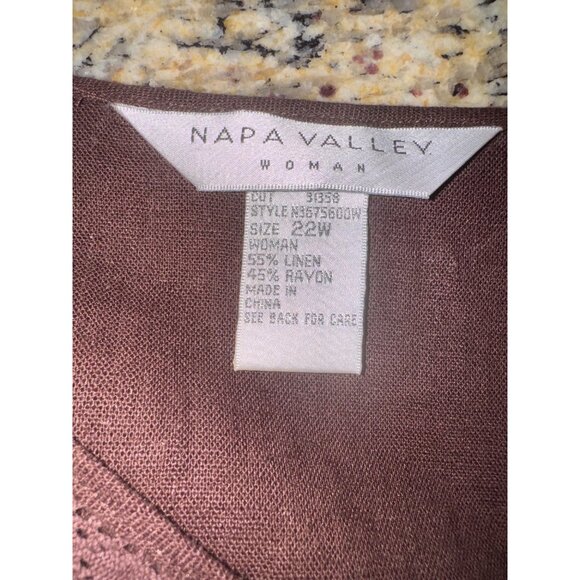 NAPA VALLEY
WOMAN
CUT 31358
STYLE N3675600W
SIZE 22W
WOMAN
55% LINEN
45% RAYON
MADE IN
CHINA
SEE BACK FOR CARE